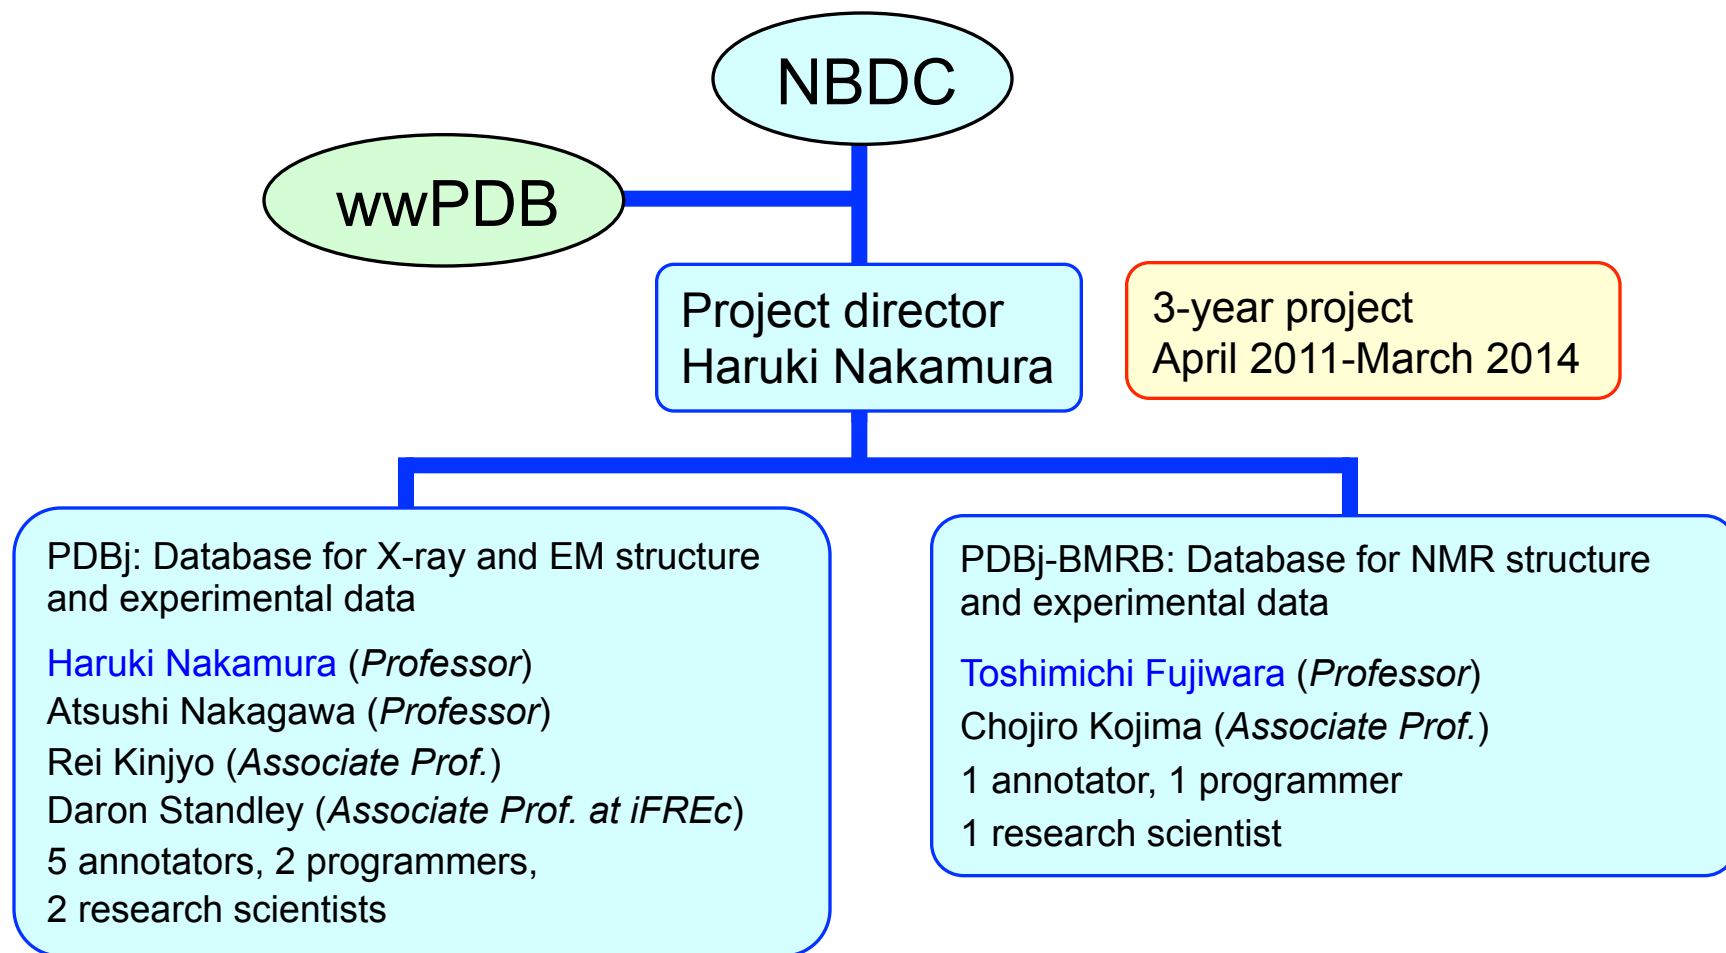 NBDC
wwPDB
Project director
Haruki Nakamura
3-year project
April 2011-March 2014
PDBj: Database for X-ray and EM structure
and experimental data
Haruki Nakamura (Professor)
Atsushi Nakagawa (Professor)
Rei Kinjyo (Associate Prof.)
Daron Standley (Associate Prof. at iFREc)
5 annotators, 2 programmers,
2 research scientists
PDBj-BMRB: Database for NMR structure
and experimental data
Toshimichi Fujiwara (Professor)
Chojiro Kojima (Associate Prof.)
1 annotator, 1 programmer
1 research scientist